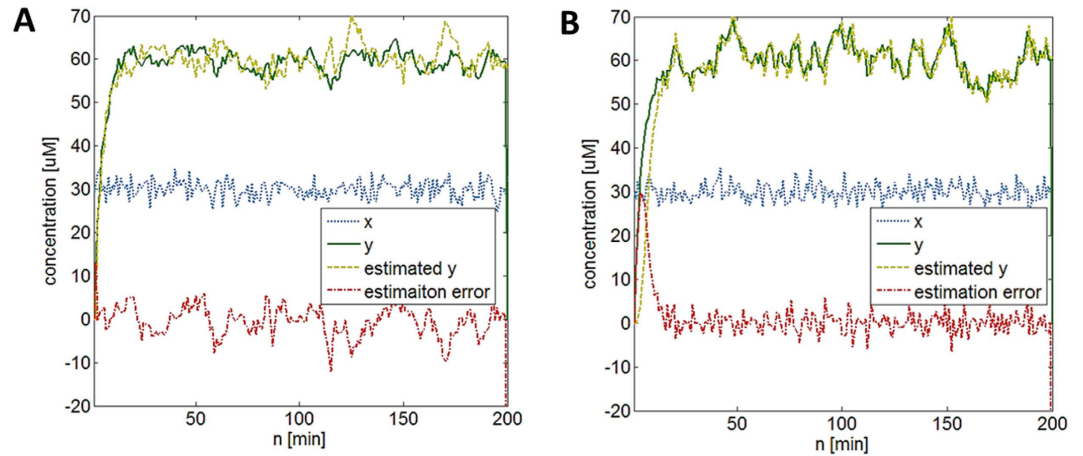 A
70
60
50
40
30
20
10
0
-10
-20
concentration [uM]
x
y
estimated y
estimaiton error
50
100
150
200
n [min]
B
70
60
50
40
30
20
10
0
-10
-20
concentration [uM]
x
y
estimated y
estimation error
50
100
150
200
n [min]